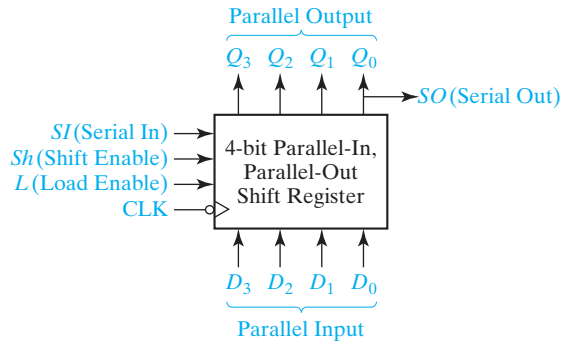 Parallel Output
Q3 Q2 Q1 Q0
SO (Serial Out)
SI (Serial In)
Sh (Shift Enable)
L (Load Enable)
CLK
4-bit Parallel-In,
Parallel-Out
Shift Register
D3 D2 D1 D0
Parallel Input